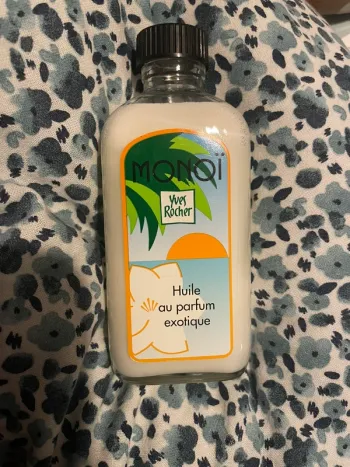 MONOÏ
Yves
Rocher
Huile
au parfum
exotique